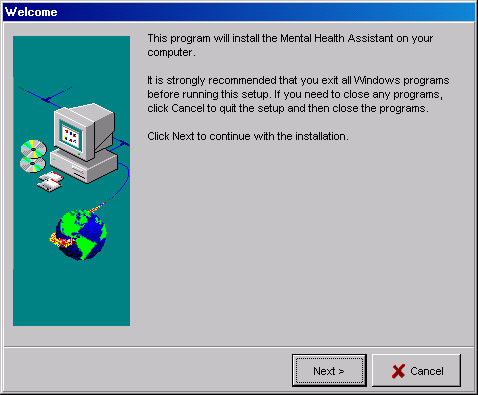 Welcome
This program will install the Mental Health Assistant on your
computer.
It is strongly recommended that you exit all Windows programs
before running this setup. If you need to close any programs,
click Cancel to quit the setup and then close the programs.
Click Next to continue with the installation.
Next >
Cancel